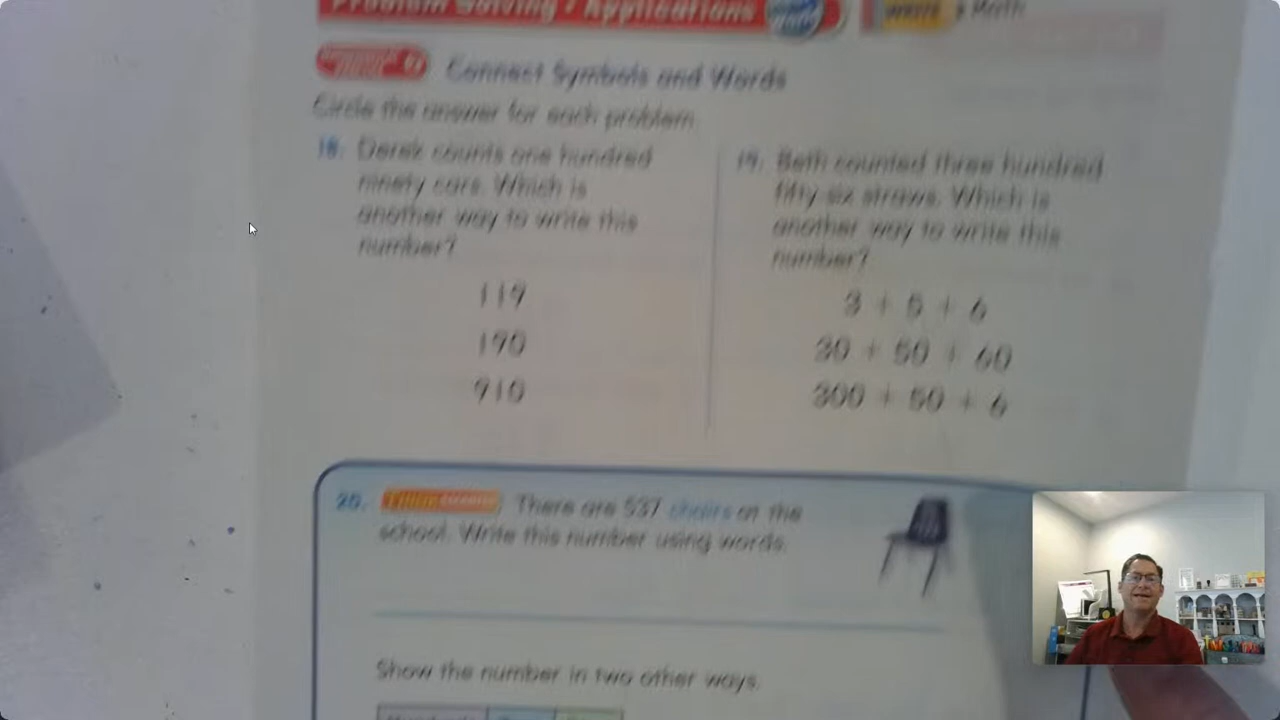 Problem Solving • Applications
Math
Connect Symbols and Words
Circle the answer for each problem.
18. Derek counts one hundred
ninety cars. Which is
another way to write this
number?
119
190
910
19. Beth counted three hundred
fifty-six straws. Which is
another way to write this
number?
3 + 5 + 6
30 + 50 + 60
300 + 50 + 6
20. There are 537 chairs at the
school. Write this number using words.
Show the number in two other ways.